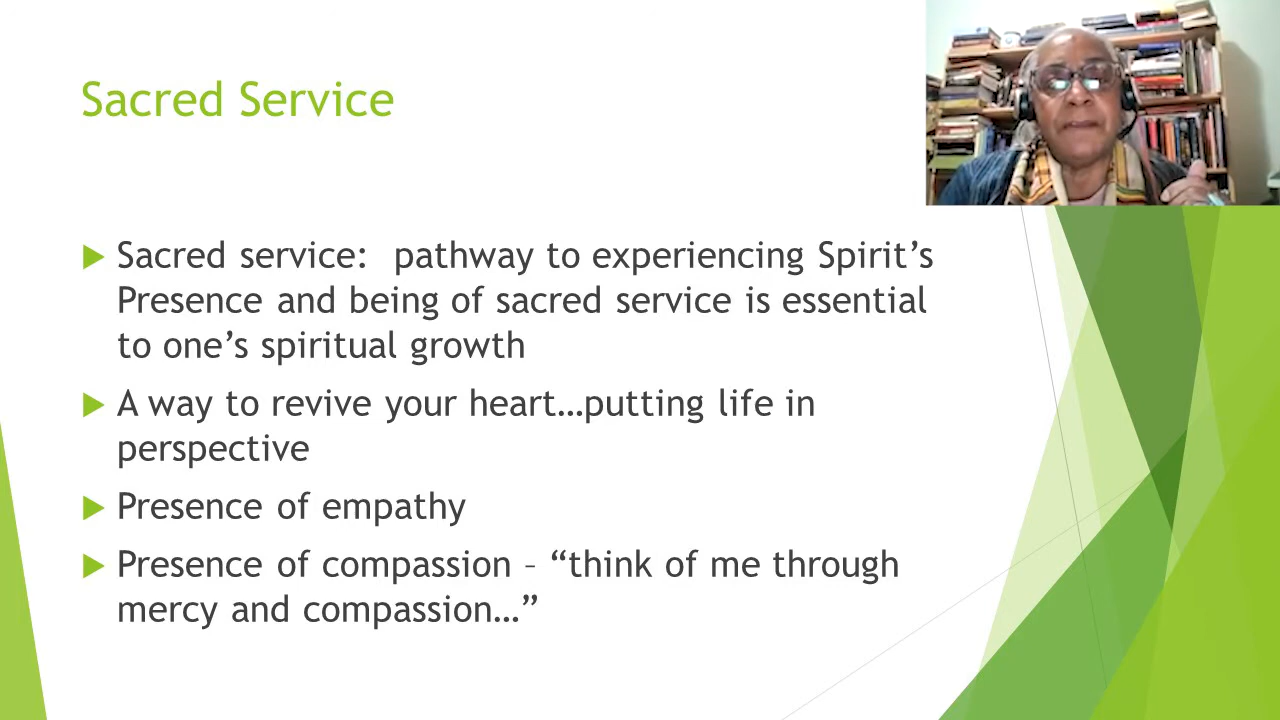 Sacred Service
Sacred service:  pathway to experiencing Spirit’s
Presence and being of sacred service is essential
to one’s spiritual growth
A way to revive your heart…putting life in
perspective
Presence of empathy
Presence of compassion – “think of me through
mercy and compassion…”